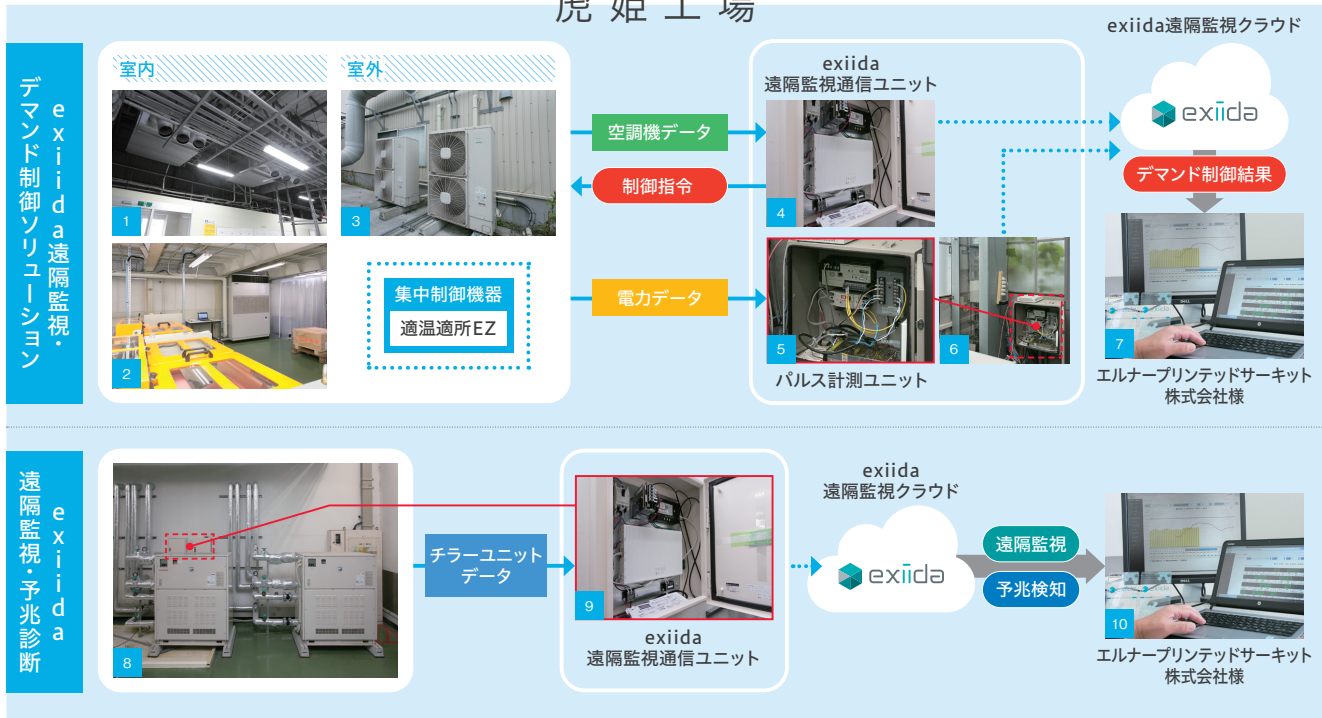 虎姫工場
exiida遠隔監視・
デマンド制御ソリューション
室内
室外
1
2
3
集中制御機器
適温適所EZ
空調機データ
制御指令
電力データ
exiida
遠隔監視通信ユニット
4
5
6
パルス計測ユニット
exiida遠隔監視クラウド
exiida
デマンド制御結果
7
エルナープリンテッドサーキット
株式会社様
exiida
遠隔監視・予兆診断
8
チラーユニット
データ
9
exiida
遠隔監視通信ユニット
exiida
遠隔監視クラウド
exiida
遠隔監視
予兆検知
10
エルナープリンテッドサーキット
株式会社様